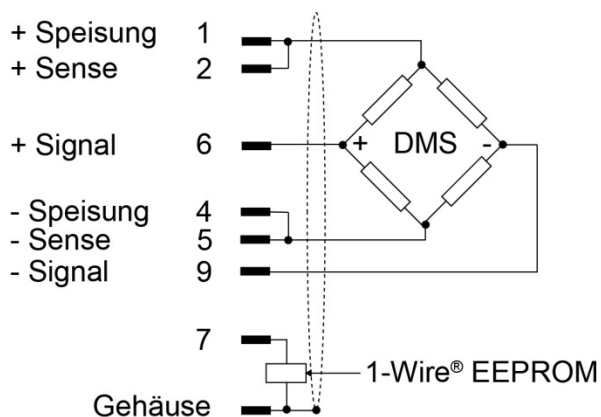 + Speisung 1
+ Sense 2
+ Signal 6
+ DMS -
- Speisung 4
- Sense 5
- Signal 9
7
1-Wire® EEPROM
Gehäuse